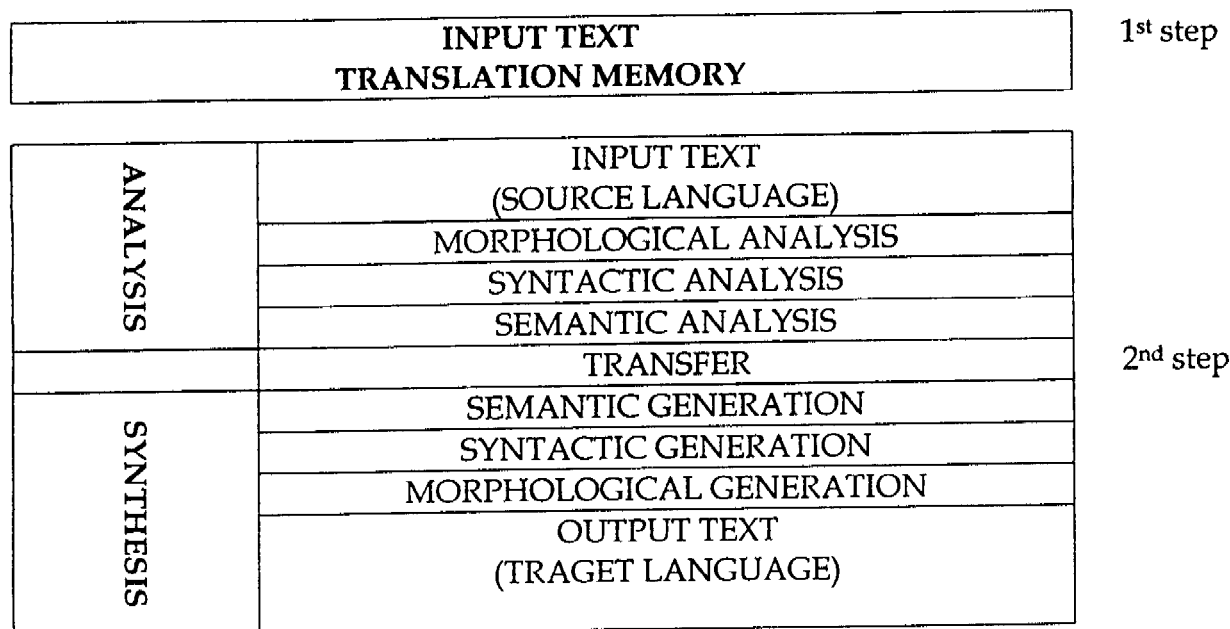 INPUT TEXT
TRANSLATION MEMORY
1st step
ANALYSIS
INPUT TEXT
(SOURCE LANGUAGE)
MORPHOLOGICAL ANALYSIS
SYNTACTIC ANALYSIS
SEMANTIC ANALYSIS
TRANSFER
2nd step
SYNTHESIS
SEMANTIC GENERATION
SYNTACTIC GENERATION
MORPHOLOGICAL GENERATION
OUTPUT TEXT
(TRAGET LANGUAGE)